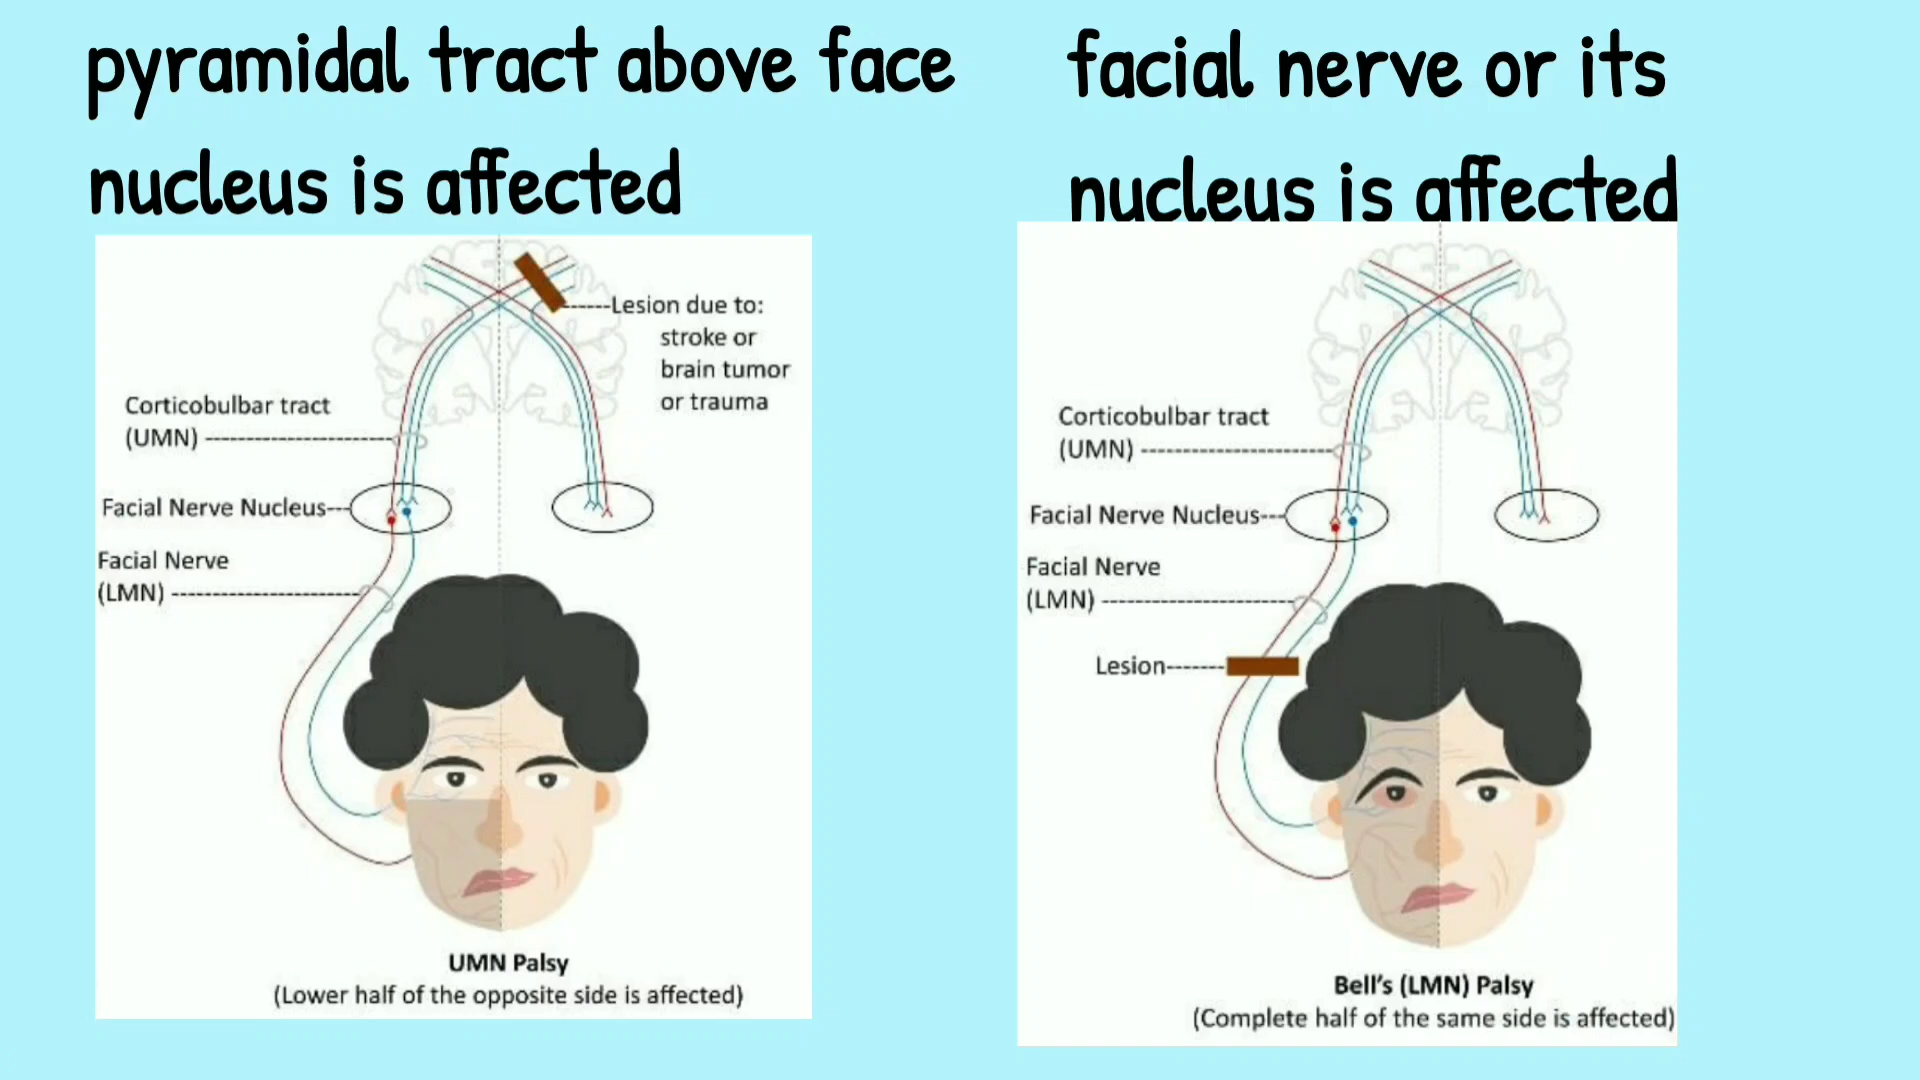 pyramidal tract above face
nucleus is affected
Lesion due to:
stroke or
brain tumor
or trauma
Corticobulbar tract
(UMN)
Facial Nerve Nucleus
Facial Nerve
(LMN)
UMN Palsy
(Lower half of the opposite side is affected)
facial nerve or its
nucleus is affected
Corticobulbar tract
(UMN)
Facial Nerve Nucleus
Facial Nerve
(LMN)
Lesion
Bell's (LMN) Palsy
(Complete half of the same side is affected)